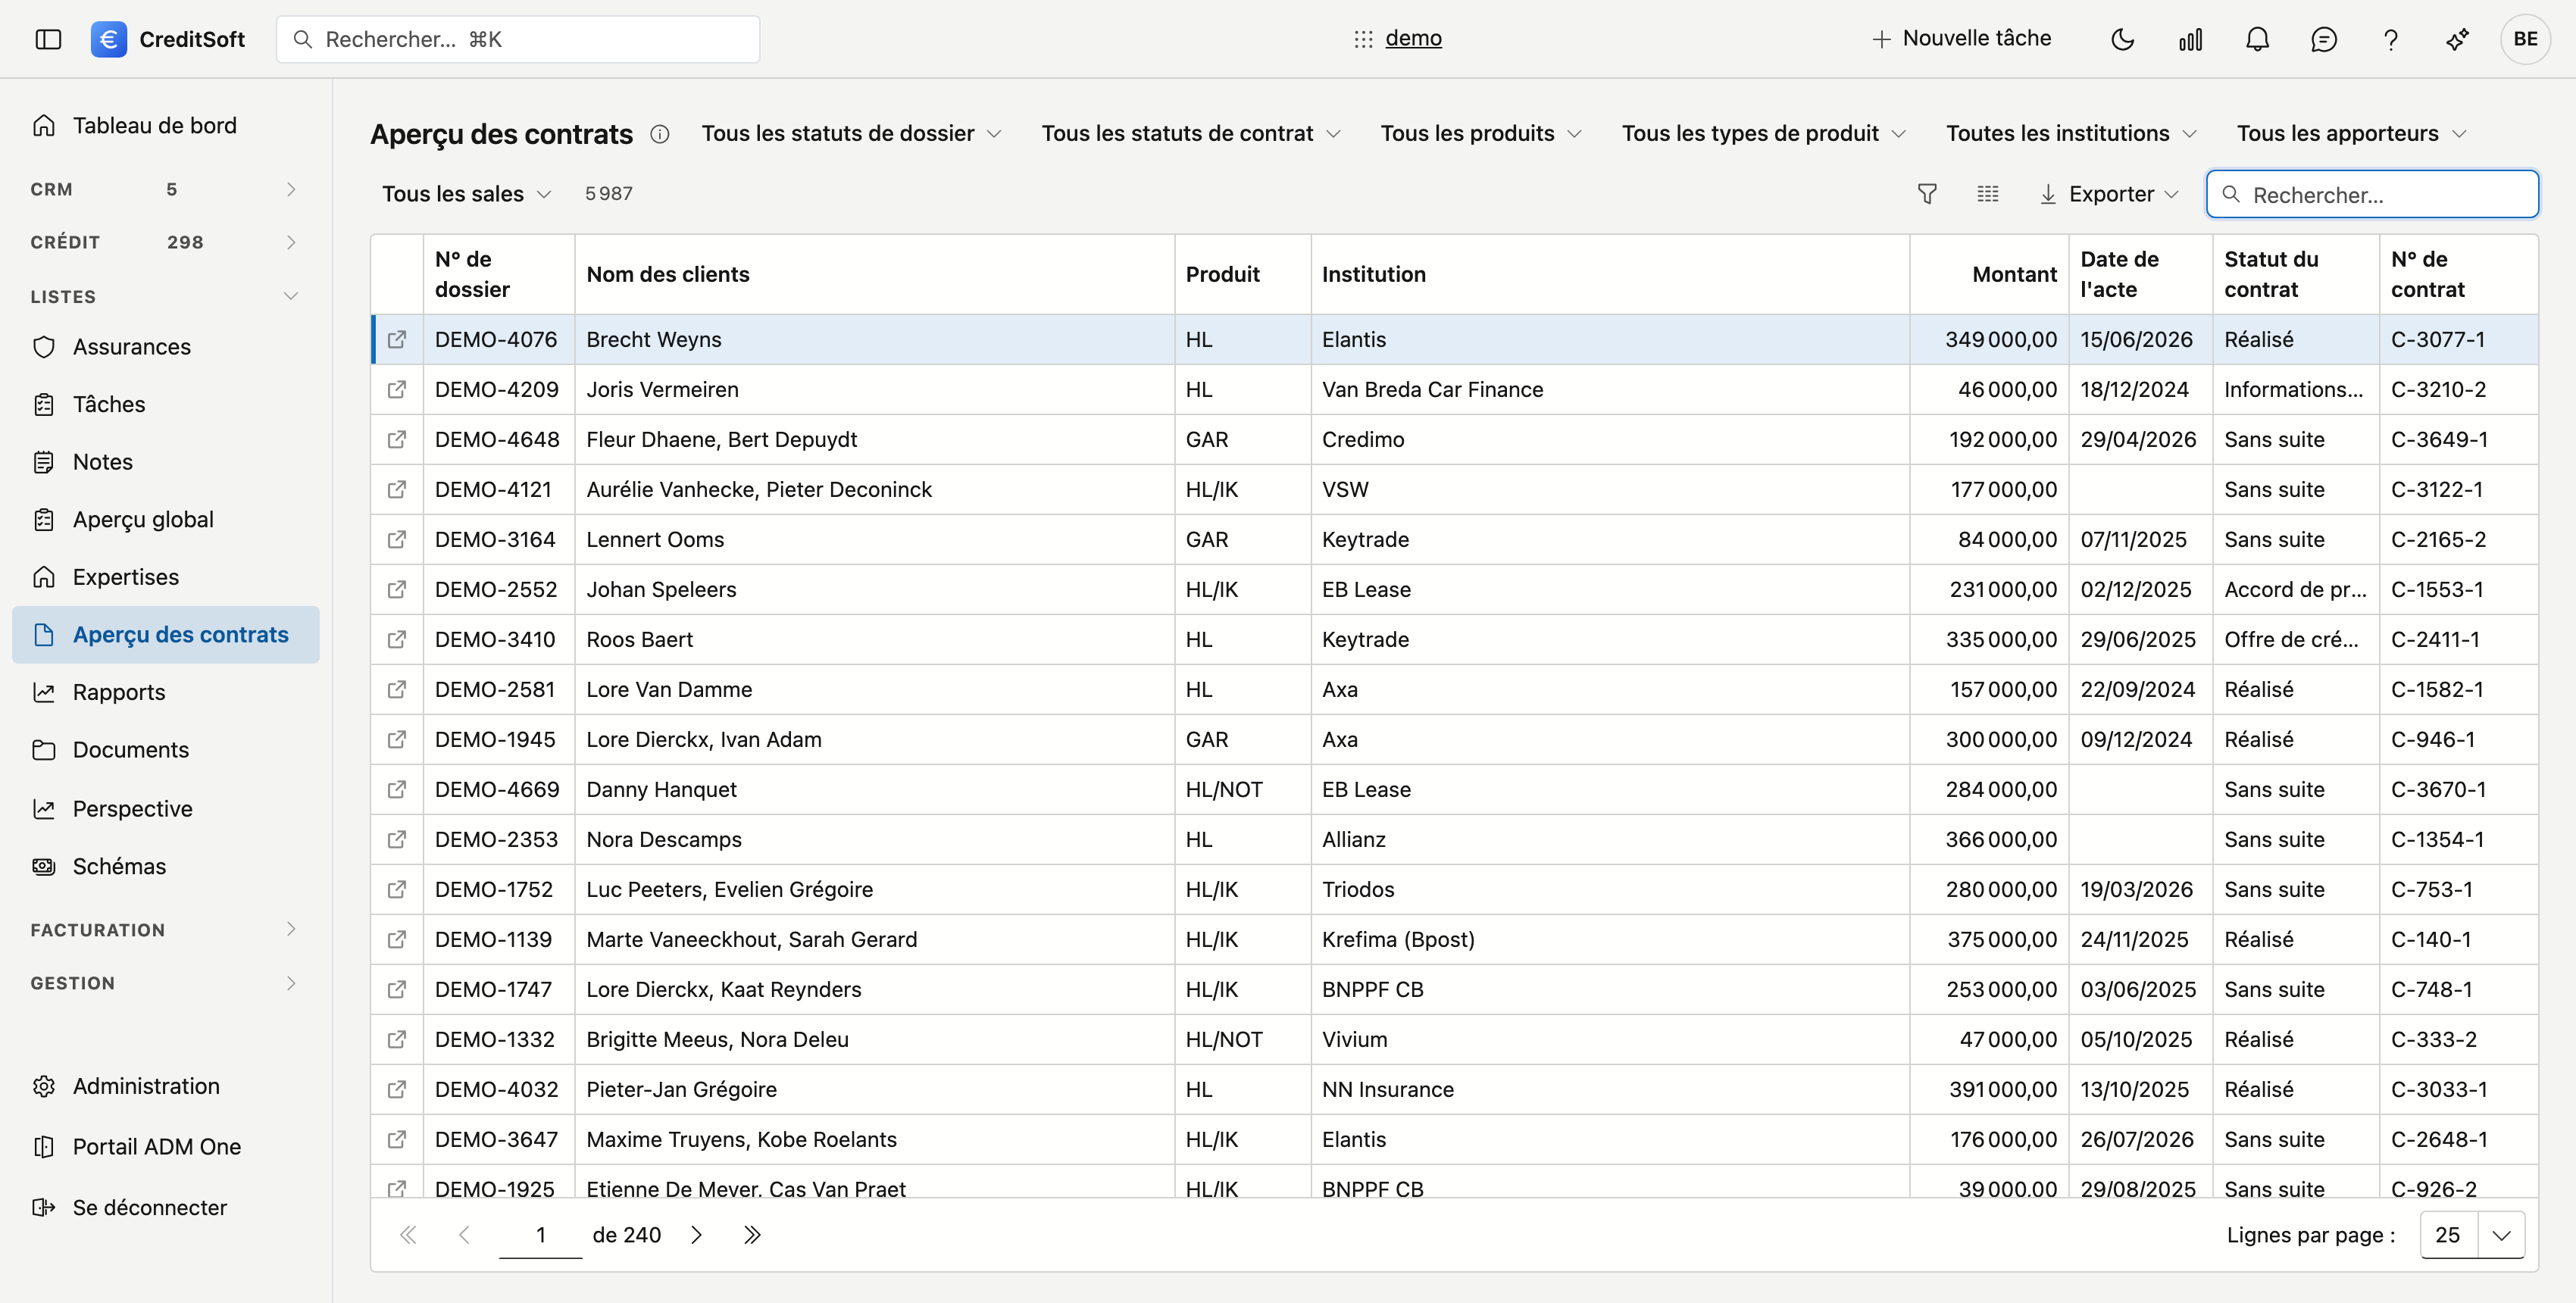 CreditSoft
Rechercher... ⌘K
demo
Nouvelle tâche
BE
Tableau de bord
CRM 5
CRÉDIT 298
LISTES
Assurances
Tâches
Notes
Aperçu global
Expertises
Aperçu des contrats
Rapports
Documents
Perspective
Schémas
FACTURATION
GESTION
Administration
Portail ADM One
Se déconnecter
Aperçu des contrats Tous les statuts de dossier Tous les statuts de contrat Tous les produits Tous les types de produit Toutes les institutions Tous les apporteurs
Tous les sales 5 987 Exporter Rechercher...
N° de dossier Nom des clients Produit Institution Montant Date de l'acte Statut du contrat N° de contrat
DEMO-4076 Brecht Weyns HL Elantis 349 000,00 15/06/2026 Réalisé C-3077-1
DEMO-4209 Joris Vermeiren HL Van Breda Car Finance 46 000,00 18/12/2024 Informations... C-3210-2
DEMO-4648 Fleur Dhaene, Bert Depuydt GAR Credimo 192 000,00 29/04/2026 Sans suite C-3649-1
DEMO-4121 Aurélie Vanhecke, Pieter Deconinck HL/IK VSW 177 000,00 Sans suite C-3122-1
DEMO-3164 Lennert Ooms GAR Keytrade 84 000,00 07/11/2025 Sans suite C-2165-2
DEMO-2552 Johan Speleers HL/IK EB Lease 231 000,00 02/12/2025 Accord de pr... C-1553-1
DEMO-3410 Roos Baert HL Keytrade 335 000,00 29/06/2025 Offre de cré... C-2411-1
DEMO-2581 Lore Van Damme HL Axa 157 000,00 22/09/2024 Réalisé C-1582-1
DEMO-1945 Lore Dierckx, Ivan Adam GAR Axa 300 000,00 09/12/2024 Réalisé C-946-1
DEMO-4669 Danny Hanquet HL/NOT EB Lease 284 000,00 Sans suite C-3670-1
DEMO-2353 Nora Descamps HL Allianz 366 000,00 Sans suite C-1354-1
DEMO-1752 Luc Peeters, Evelien Grégoire HL/IK Triodos 280 000,00 19/03/2026 Sans suite C-753-1
DEMO-1139 Marte Vaneeckhout, Sarah Gerard HL/IK Krefima (Bpost) 375 000,00 24/11/2025 Réalisé C-140-1
DEMO-1747 Lore Dierckx, Kaat Reynders HL/IK BNPPF CB 253 000,00 03/06/2025 Sans suite C-748-1
DEMO-1332 Brigitte Meeus, Nora Deleu HL/NOT Vivium 47 000,00 05/10/2025 Réalisé C-333-2
DEMO-4032 Pieter-Jan Grégoire HL NN Insurance 391 000,00 13/10/2025 Réalisé C-3033-1
DEMO-3647 Maxime Truyens, Kobe Roelants HL/IK Elantis 176 000,00 26/07/2026 Sans suite C-2648-1
DEMO-1925 Etienne De Meyer, Cas Van Praet HL/IK BNPPF CB 39 000,00 29/08/2025 Sans suite C-926-2
1 de 240
Lignes par page : 25